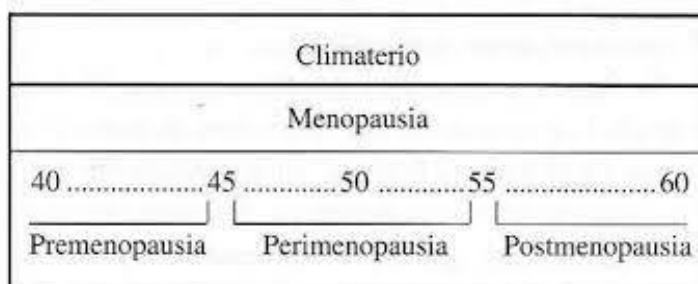 Climaterio
Menopausia
40 ....................45 .............50 .............55 .....................60
Premenopausia Perimenopausia Postmenopausia